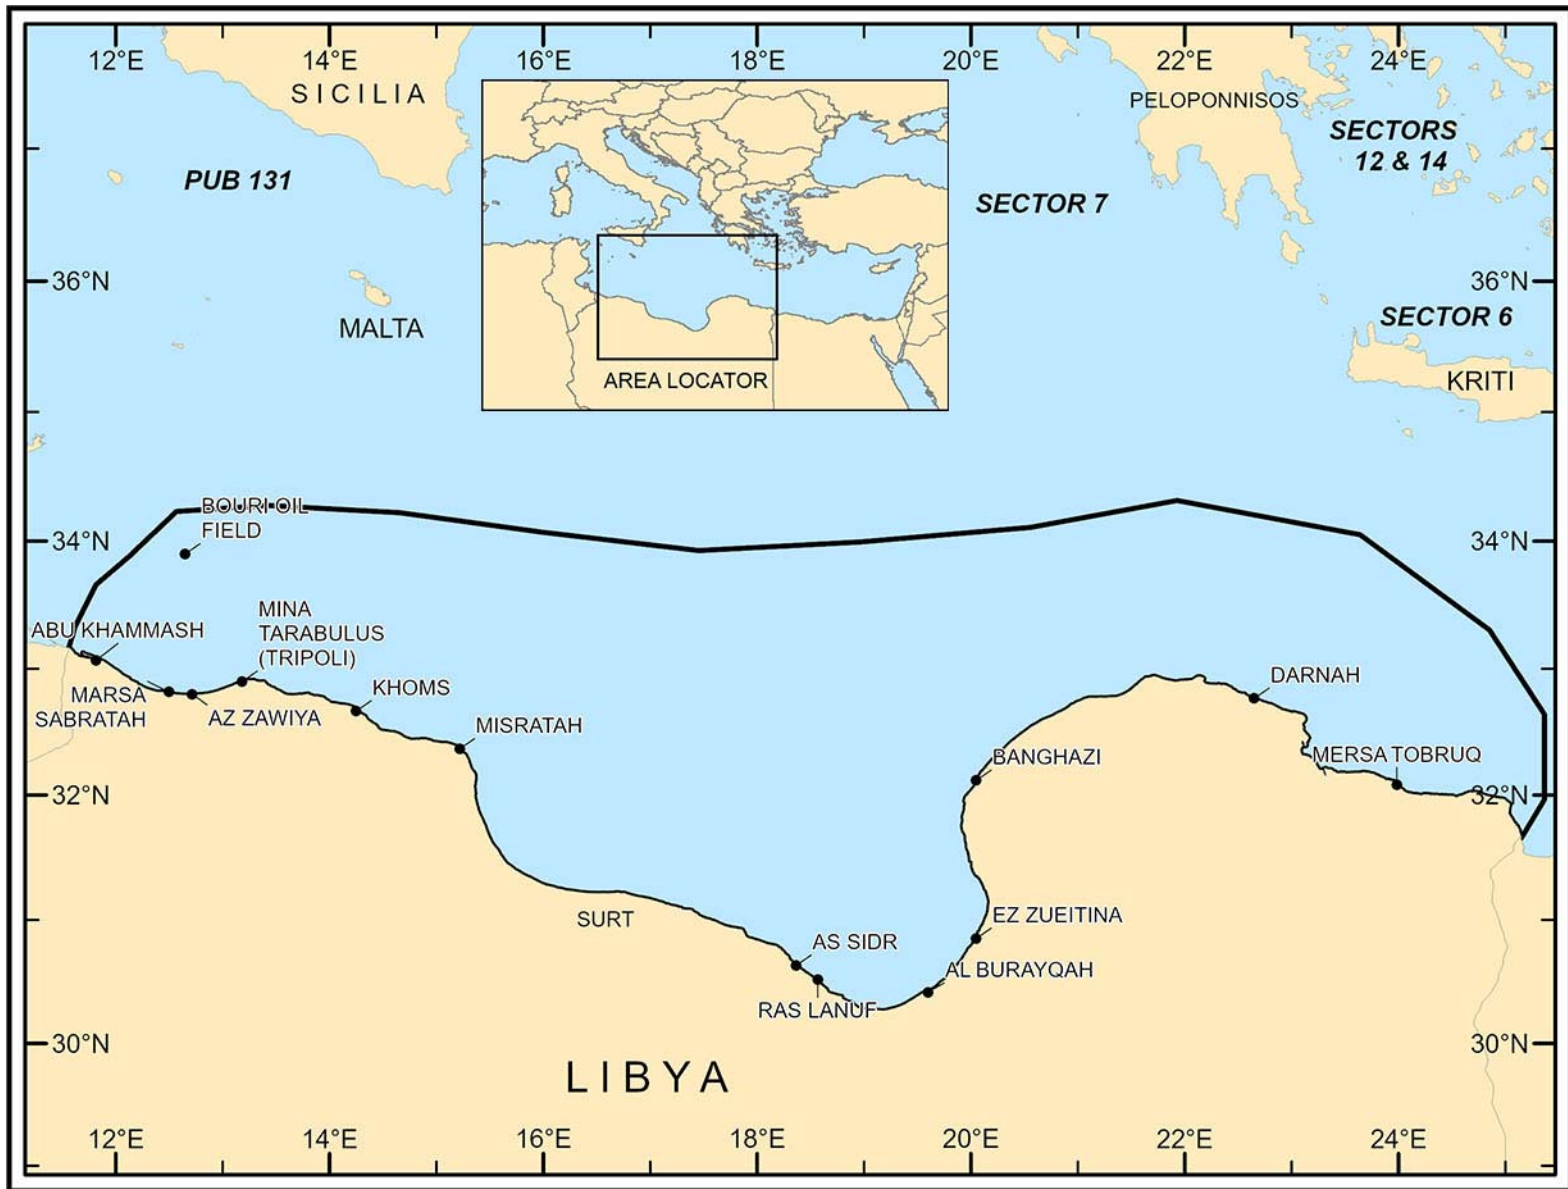 12°E
14°E
16°E
18°E
20°E
22°E
24°E
SICILIA
PELOPONNISOS
SECTORS
12 & 14
PUB 131
SECTOR 7
36°N
36°N
MALTA
SECTOR 6
AREA LOCATOR
KRITI
BOURI OIL
FIELD
34°N
34°N
MINA
TARABULUS
(TRIPOLI)
ABU KHAMMASH
MARSA
SABRATAH
AZ ZAWIYA
KHOMS
MISRATAH
DARNAH
BANGHAZI
MERSA TOBRUQ
32°N
32°N
SURT
EZ ZUEITINA
AS SIDR
AL BURAYQAH
RAS LANUF
30°N
30°N
LIBYA
12°E
14°E
16°E
18°E
20°E
22°E
24°E